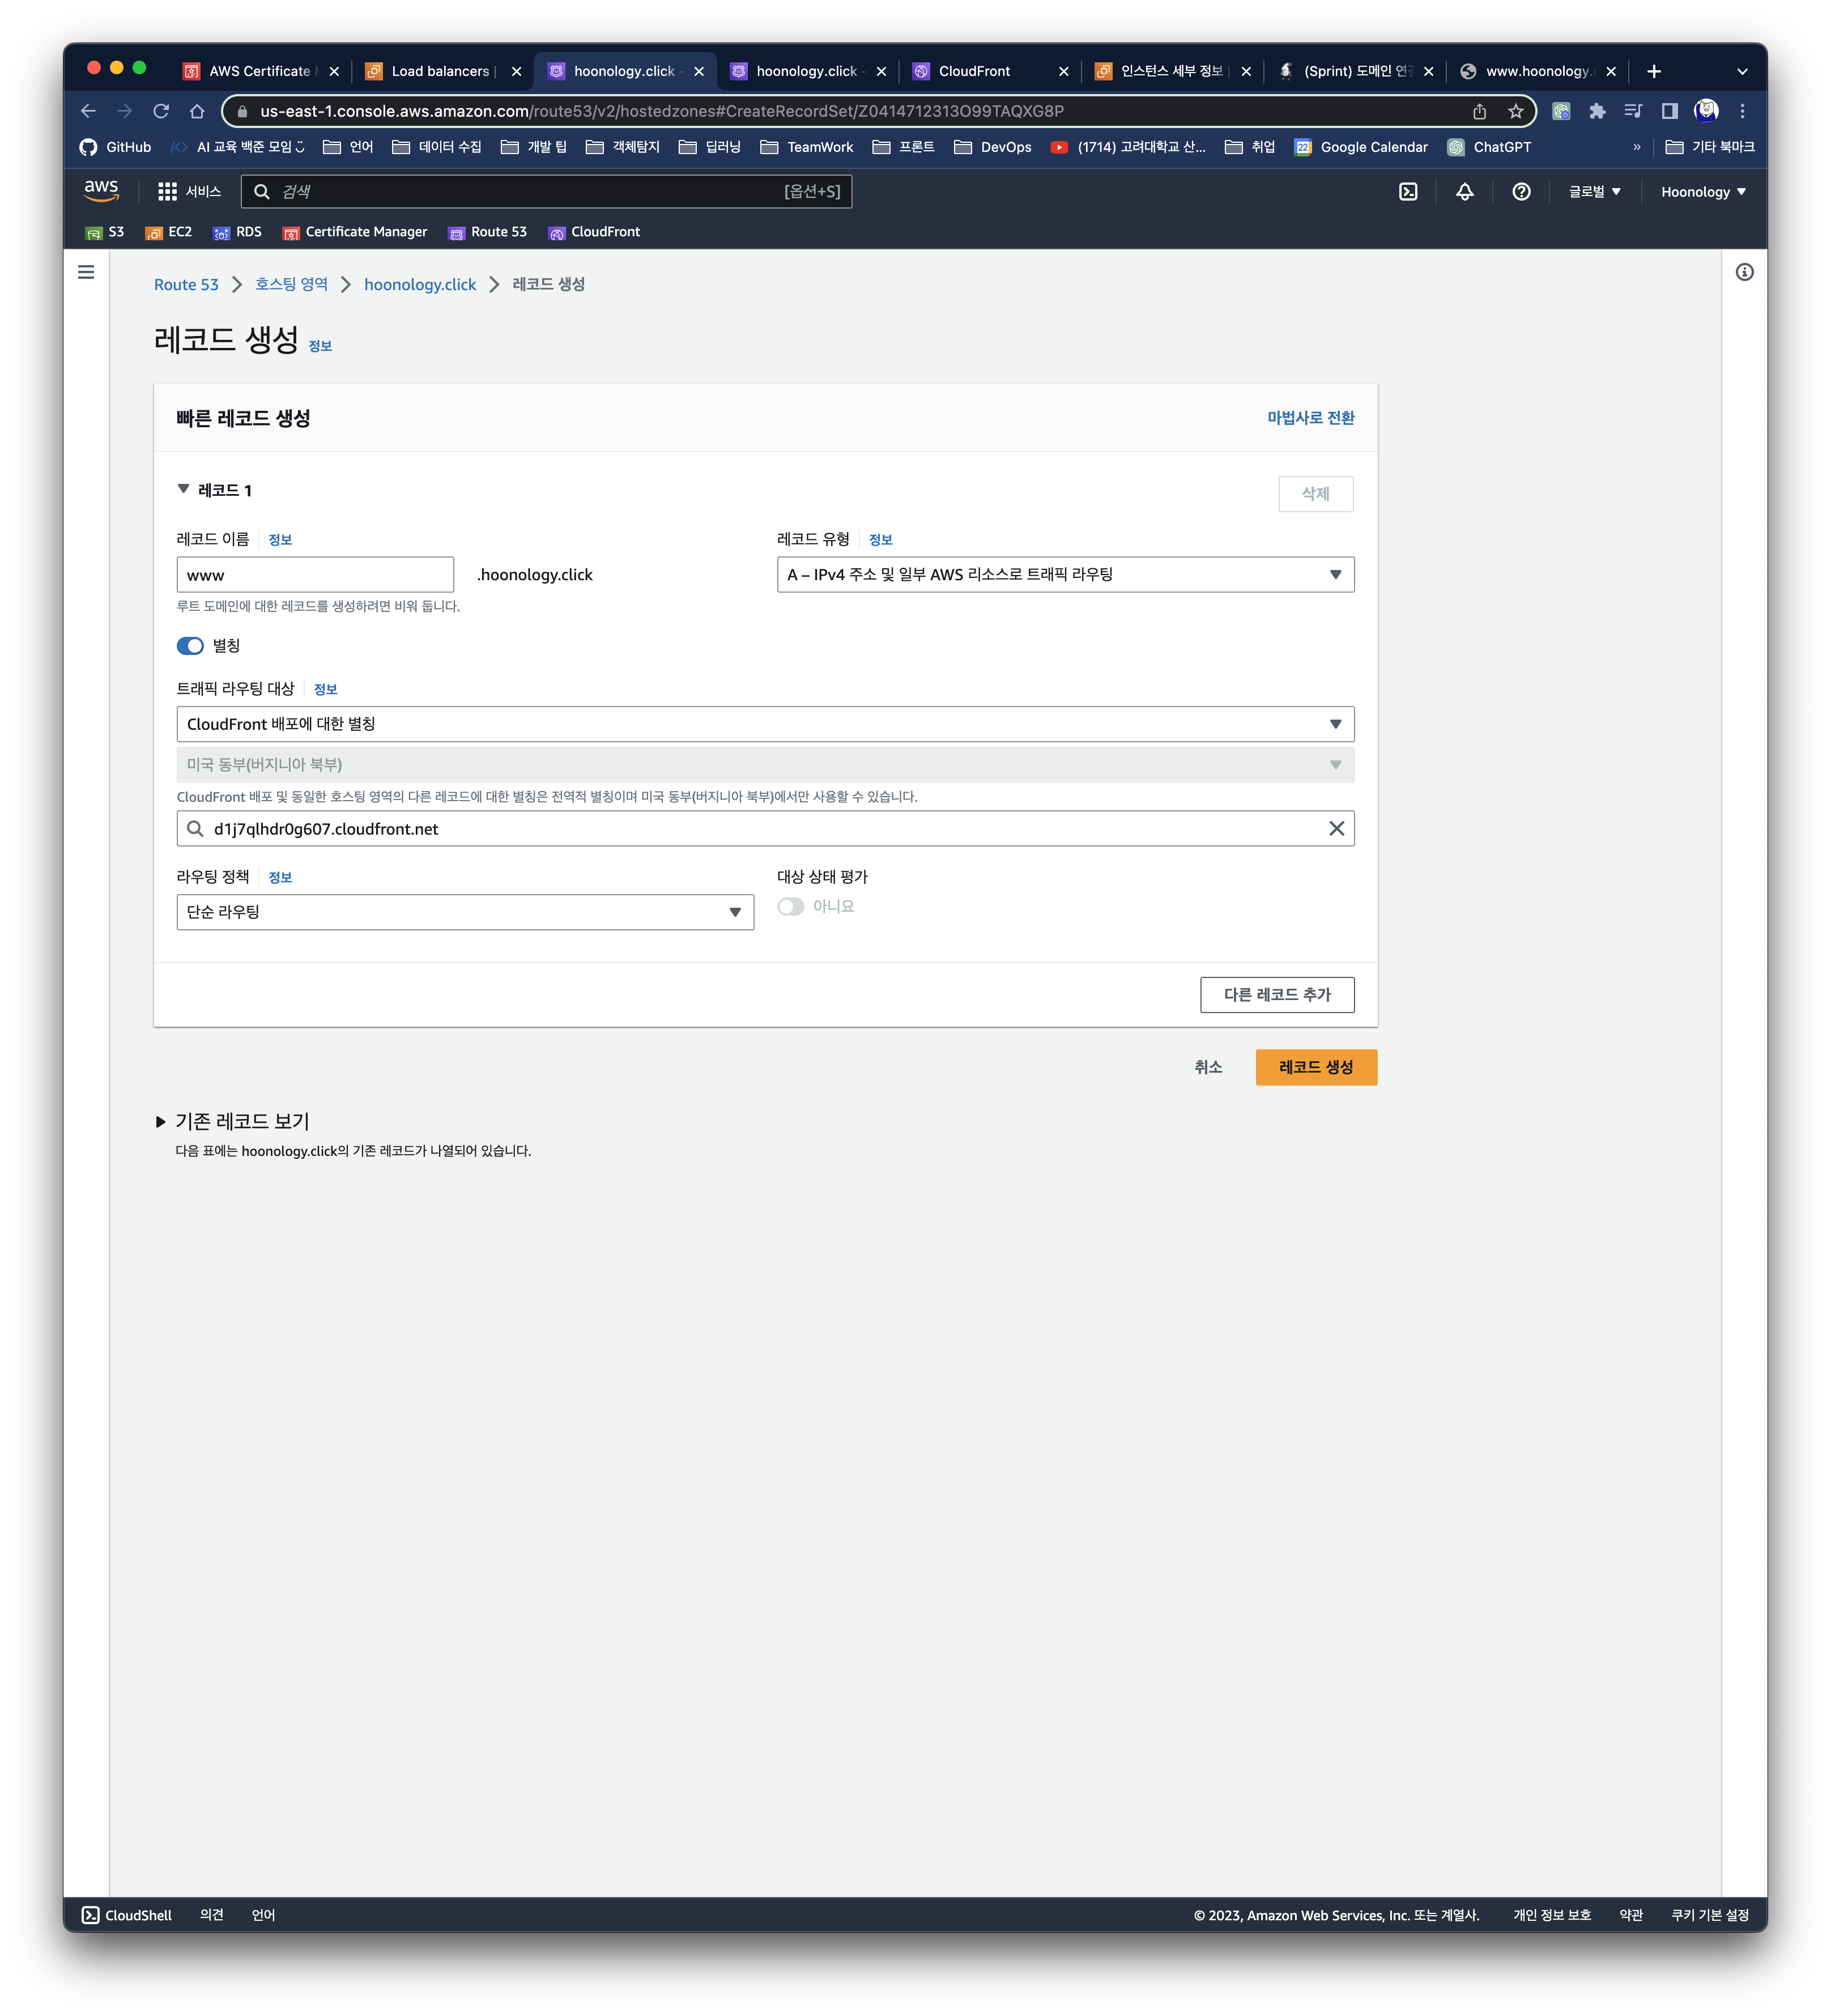 AWS Certificate M
Load balancers |
hoonology.click -
hoonology.click -
CloudFront
인스턴스 세부 정보 |
(Sprint) 도메인 연결
www.hoonology.c
us-east-1.console.aws.amazon.com/route53/v2/hostedzones#CreateRecordSet/Z0414712313O99TAQXG8P
GitHub
AI 교육 백준 모임
언어
데이터 수집
개발 팁
객체탐지
딥러닝
TeamWork
프론트
DevOps
(1714) 고려대학교 산...
취업
22
Google Calendar
ChatGPT
»
기타 북마크
aws
서비스
검색
[옵션+S]
글로벌
Hoonology
S3
EC2
RDS
Certificate Manager
Route 53
CloudFront
Route 53
호스팅 영역
hoonology.click
레코드 생성
레코드 생성 정보
빠른 레코드 생성
마법사로 전환
레코드 1
삭제
레코드 이름
정보
레코드 유형
정보
www
.hoonology.click
A – IPv4 주소 및 일부 AWS 리소스로 트래픽 라우팅
루트 도메인에 대한 레코드를 생성하려면 비워 둡니다.
별칭
트래픽 라우팅 대상
정보
CloudFront 배포에 대한 별칭
미국 동부(버지니아 북부)
CloudFront 배포 및 동일한 호스팅 영역의 다른 레코드에 대한 별칭은 전역적 별칭이며 미국 동부(버지니아 북부)에서만 사용할 수 있습니다.
d1j7qlhdr0g607.cloudfront.net
라우팅 정책
정보
대상 상태 평가
단순 라우팅
아니요
다른 레코드 추가
취소
레코드 생성
기존 레코드 보기
다음 표에는 hoonology.click의 기존 레코드가 나열되어 있습니다.
CloudShell
의견
언어
© 2023, Amazon Web Services, Inc. 또는 계열사.
개인 정보 보호
약관
쿠키 기본 설정